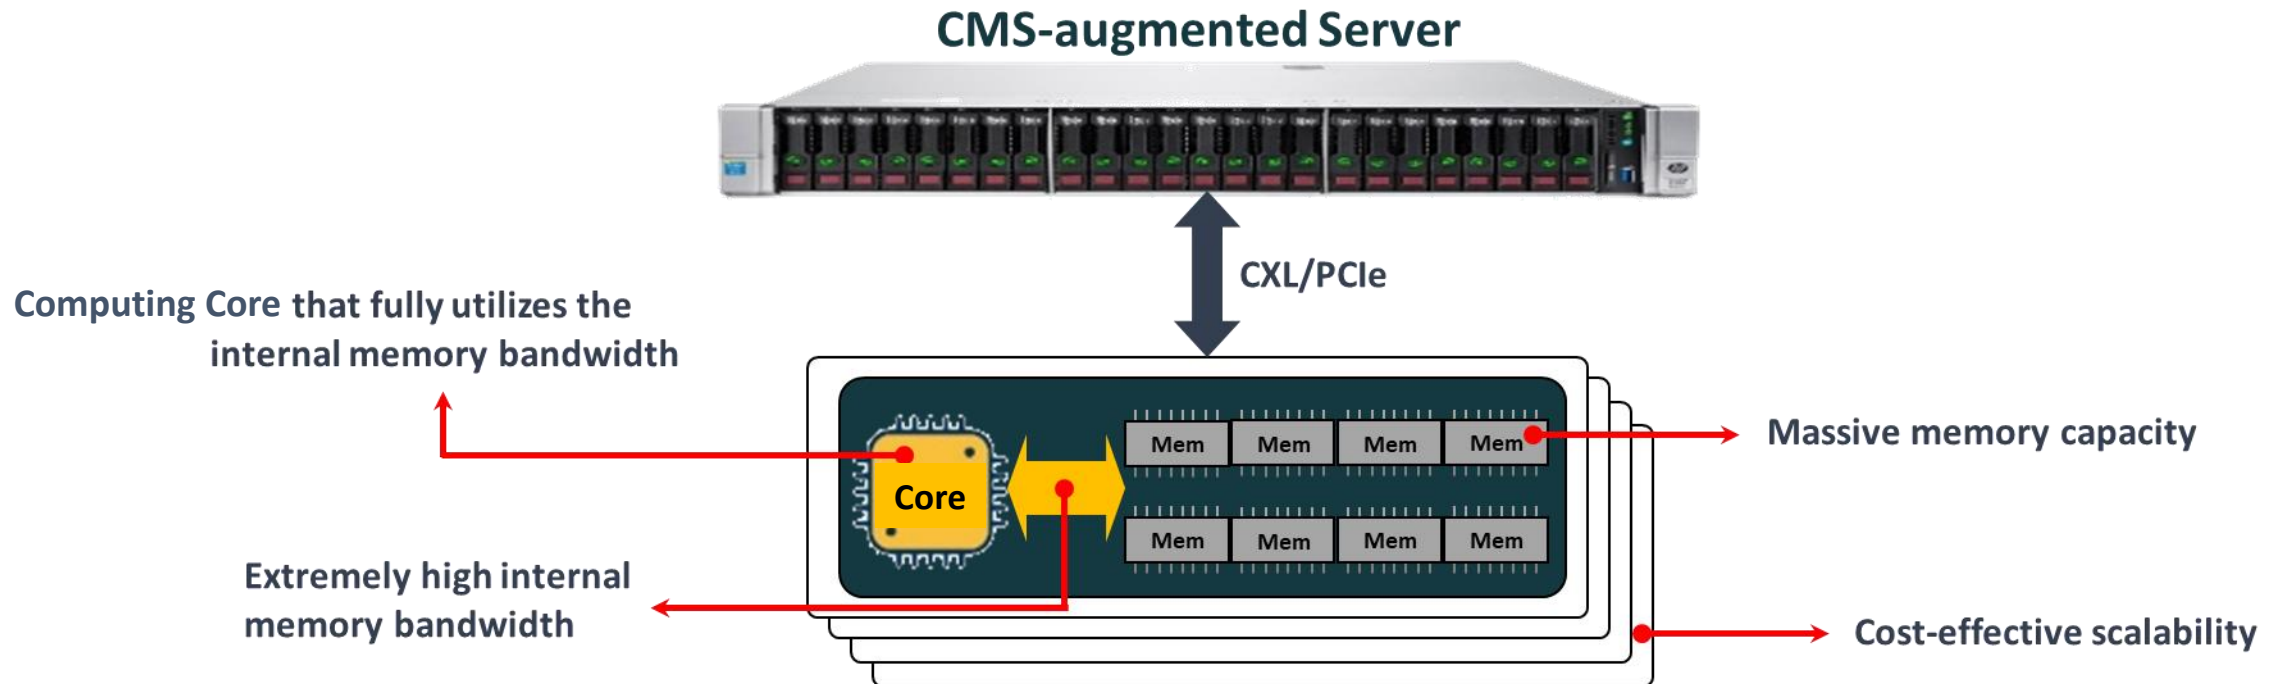 CMS-augmented Server
CXL/PCIe
Computing Core that fully utilizes the
internal memory bandwidth
Mem Mem Mem Mem
Massive memory capacity
Core
Mem Mem Mem Mem
Extremely high internal
memory bandwidth
Cost-effective scalability